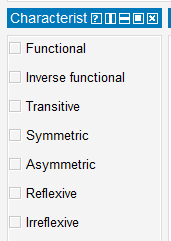 Characterist
Functional
Inverse functional
Transitive
Symmetric
Asymmetric
Reflexive
Irreflexive